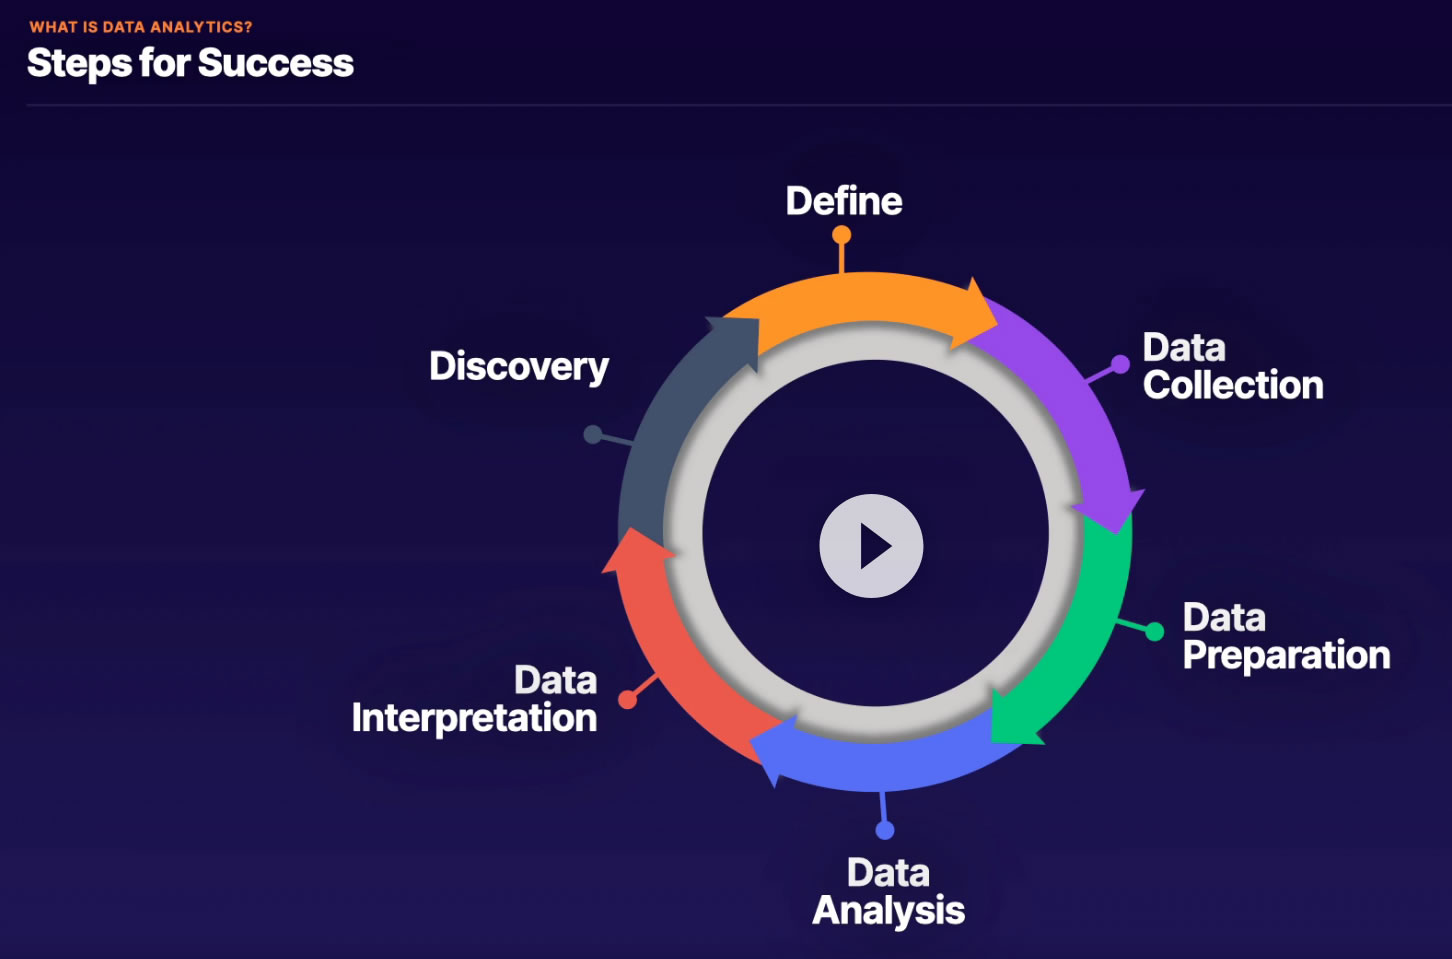 WHAT IS DATA ANALYTICS?
Steps for Success
Define
Discovery
Data
Collection
Data
Preparation
Data
Interpretation
Data
Analysis